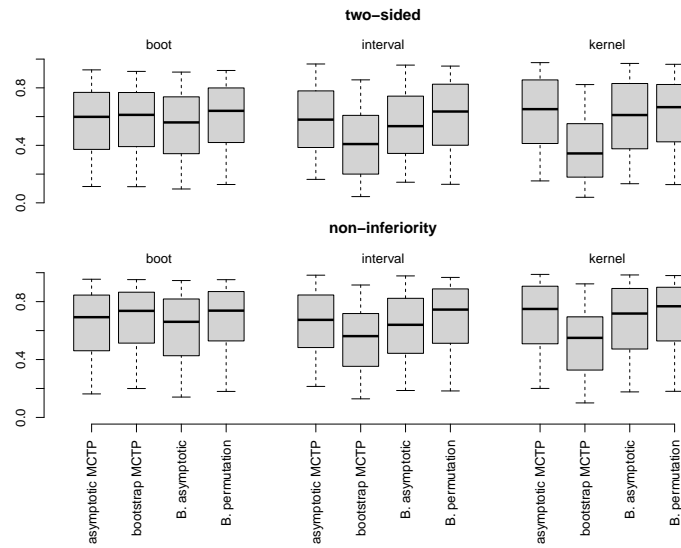 two−sided
boot interval kernel
0.0 0.4 0.8
non−inferiority
boot interval kernel
0.0 0.4 0.8
asymptotic MCTP
bootstrap MCTP
B. asymptotic
B. permutation
asymptotic MCTP
bootstrap MCTP
B. asymptotic
B. permutation
asymptotic MCTP
bootstrap MCTP
B. asymptotic
B. permutation